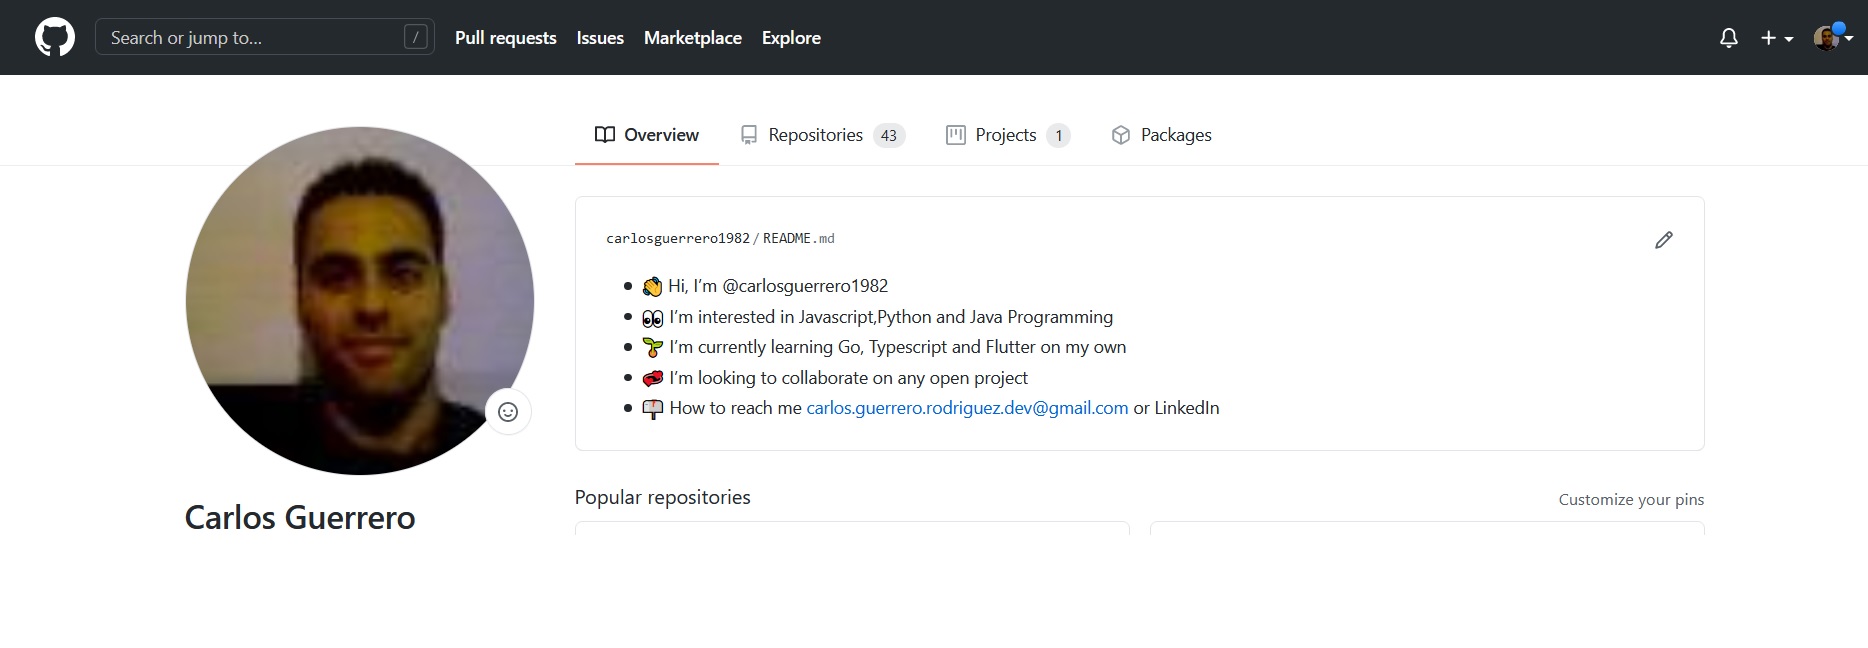 Search or jump to... /
Pull requests Issues Marketplace Explore
Overview Repositories 43 Projects 1 Packages
carlosguerrero1982/README.md
Hi, I'm @carlosguerrero1982
I'm interested in Javascript,Python and Java Programming
I'm currently learning Go, Typescript and Flutter on my own
I'm looking to collaborate on any open project
How to reach me carlos.guerrero.rodriguez.dev@gmail.com or LinkedIn
Carlos Guerrero
Popular repositories
Customize your pins